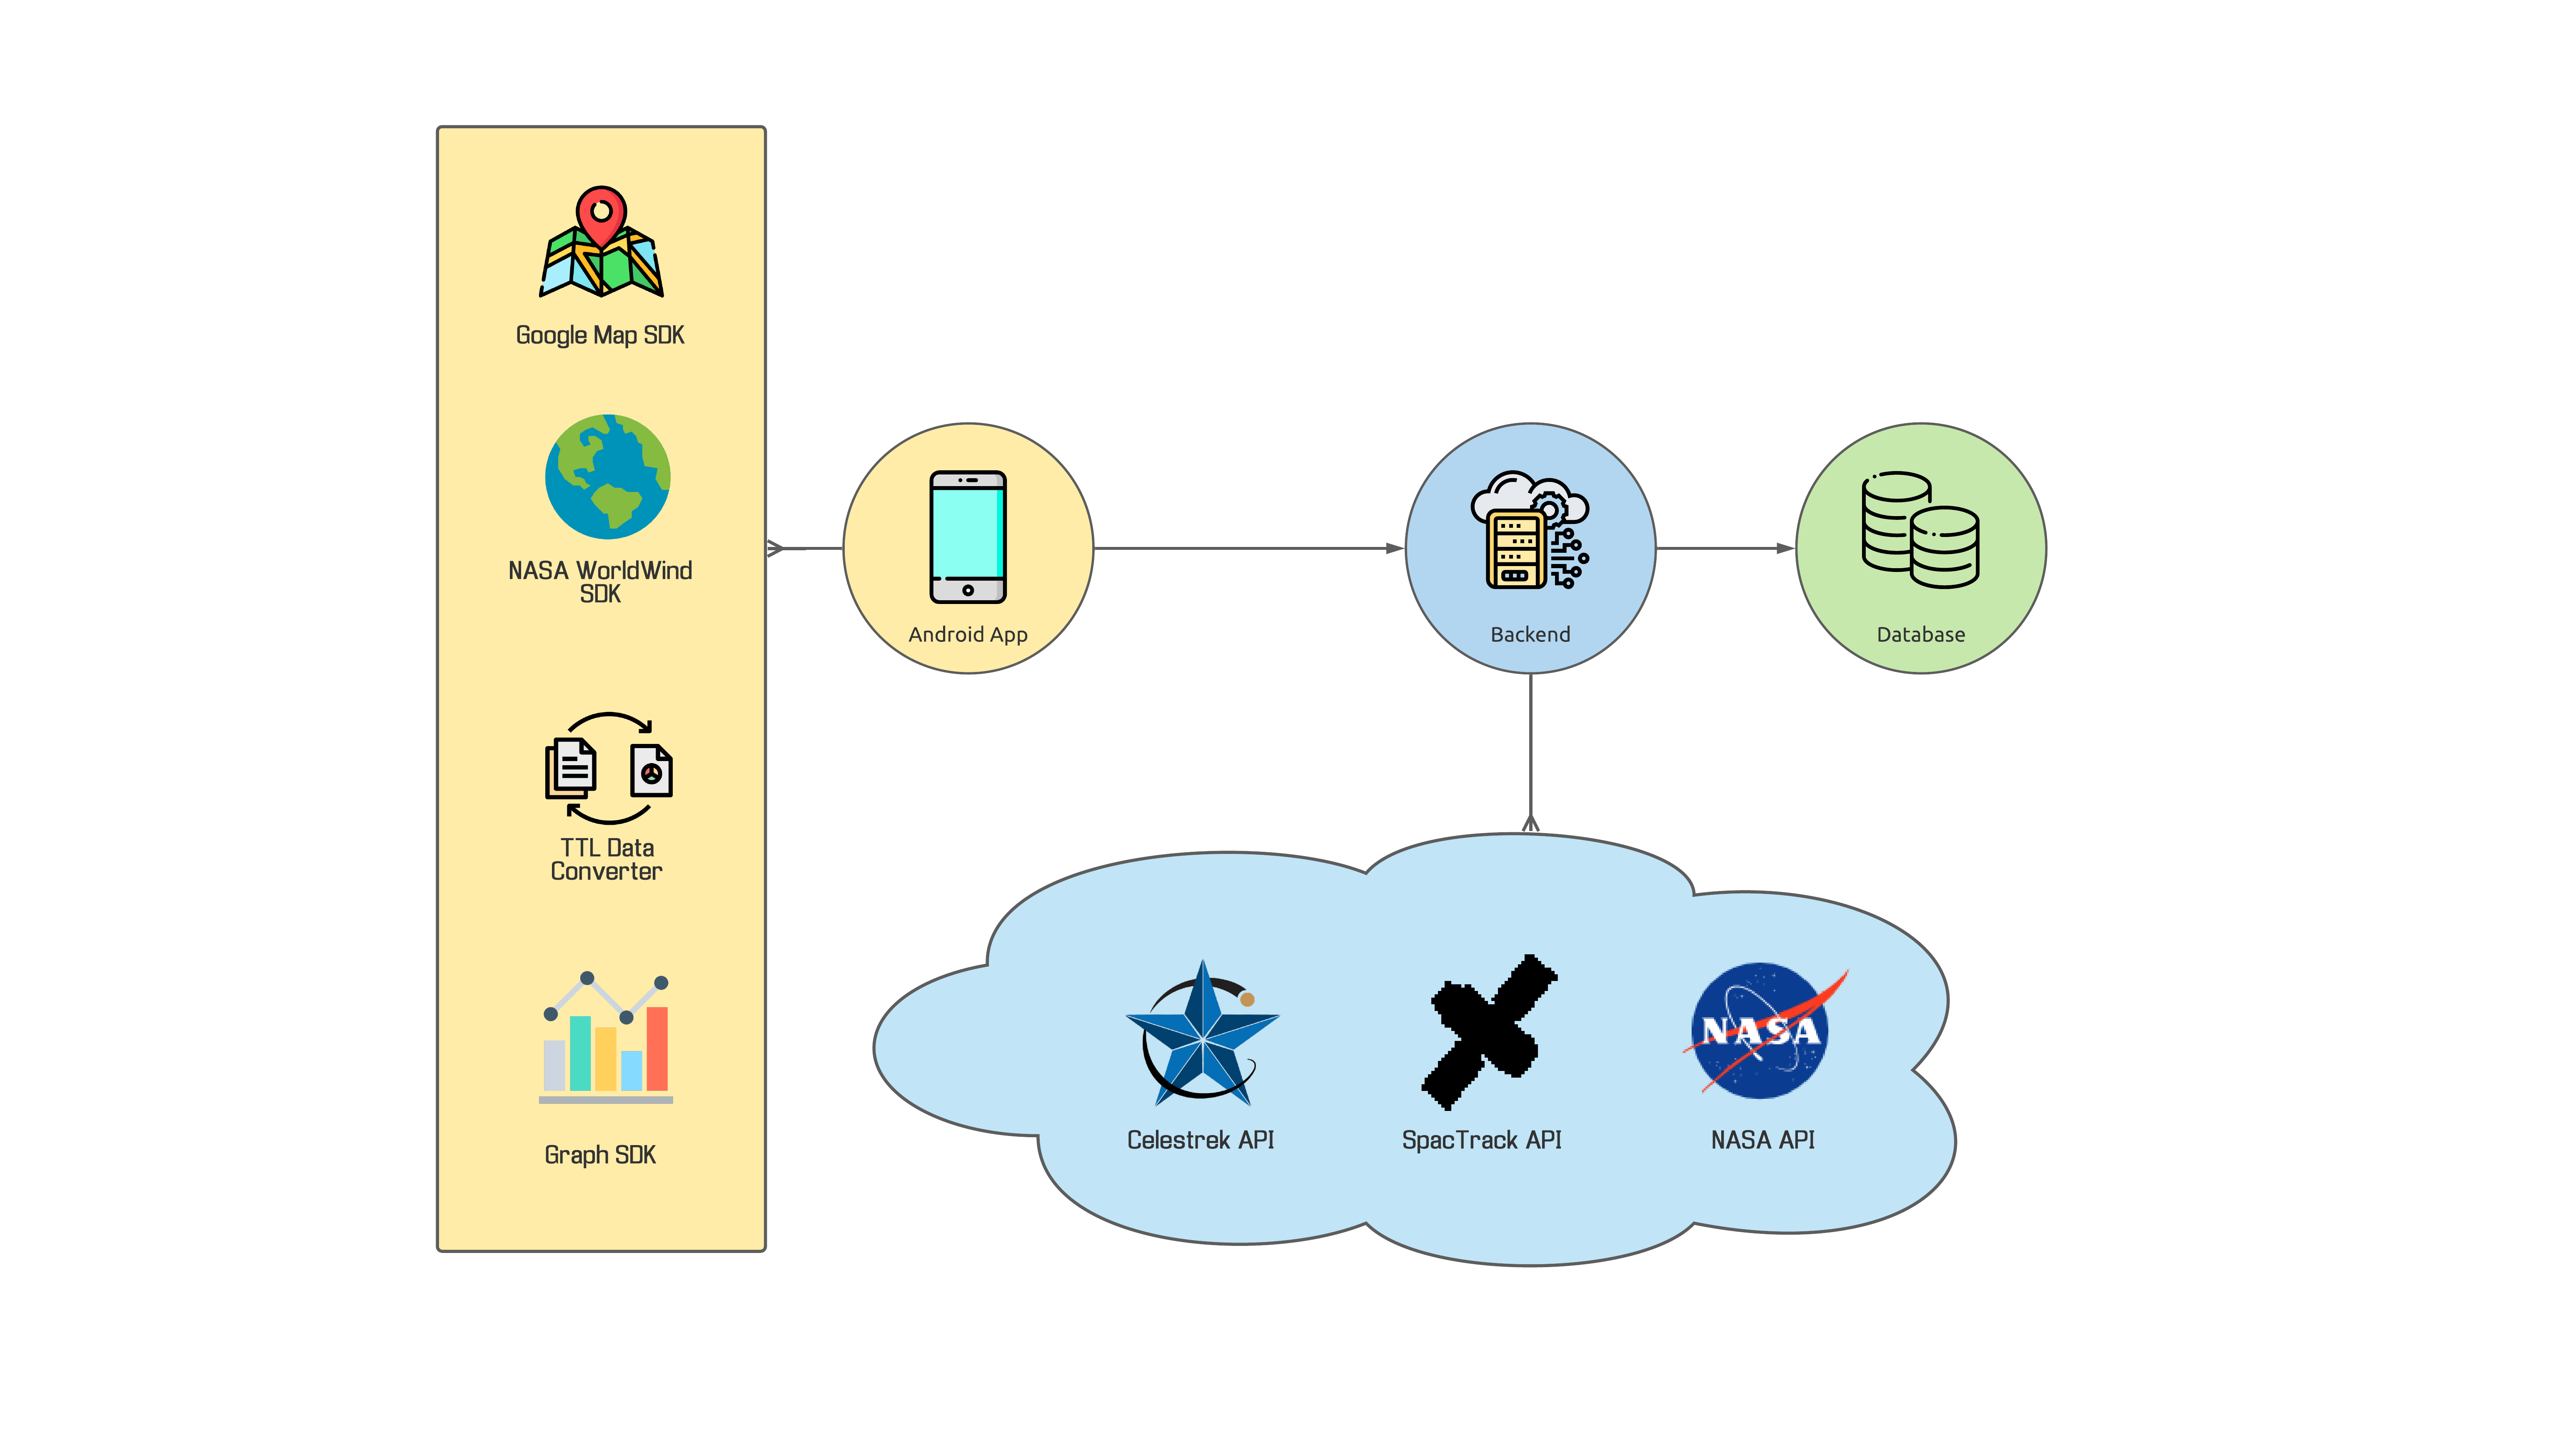 Google Map SDK
NASA WorldWind
SDK
TTL Data
Converter
Graph SDK
Android App
Backend
Database
NASA
Celestrek API
SpacTrack API
NASA API